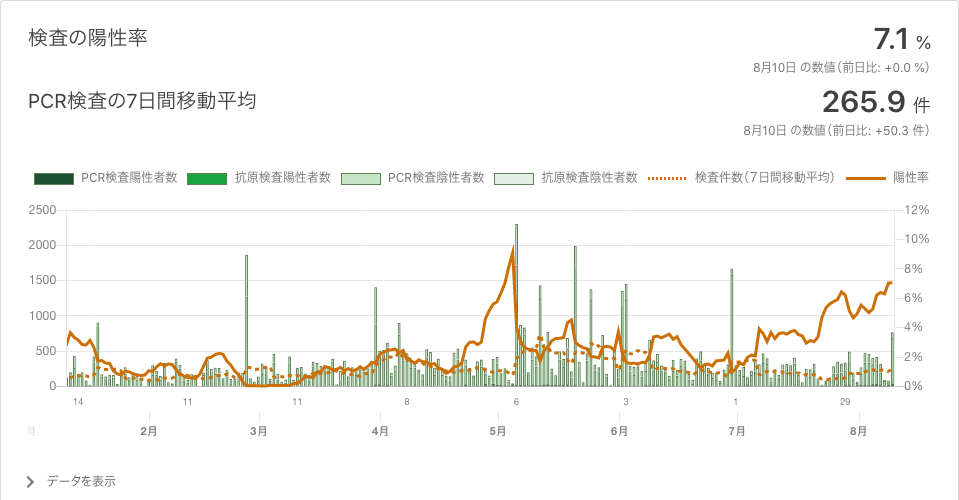 検査の陽性率
7.1 %
8月10日 の数値（前日比: +0.0 %）
PCR検査の7日間移動平均
265.9 件
8月10日 の数値（前日比: +50.3 件）
PCR検査陽性者数 抗原検査陽性者数 PCR検査陰性者数 抗原検査陰性者数 検査件数（7日間移動平均） 陽性率
2500 12%
2000 10%
1500 8%
1000 6%
500 4%
0 2%
0%
14 11 11 8 6 3 1 29
月 2月 3月 4月 5月 6月 7月 8月
データを表示